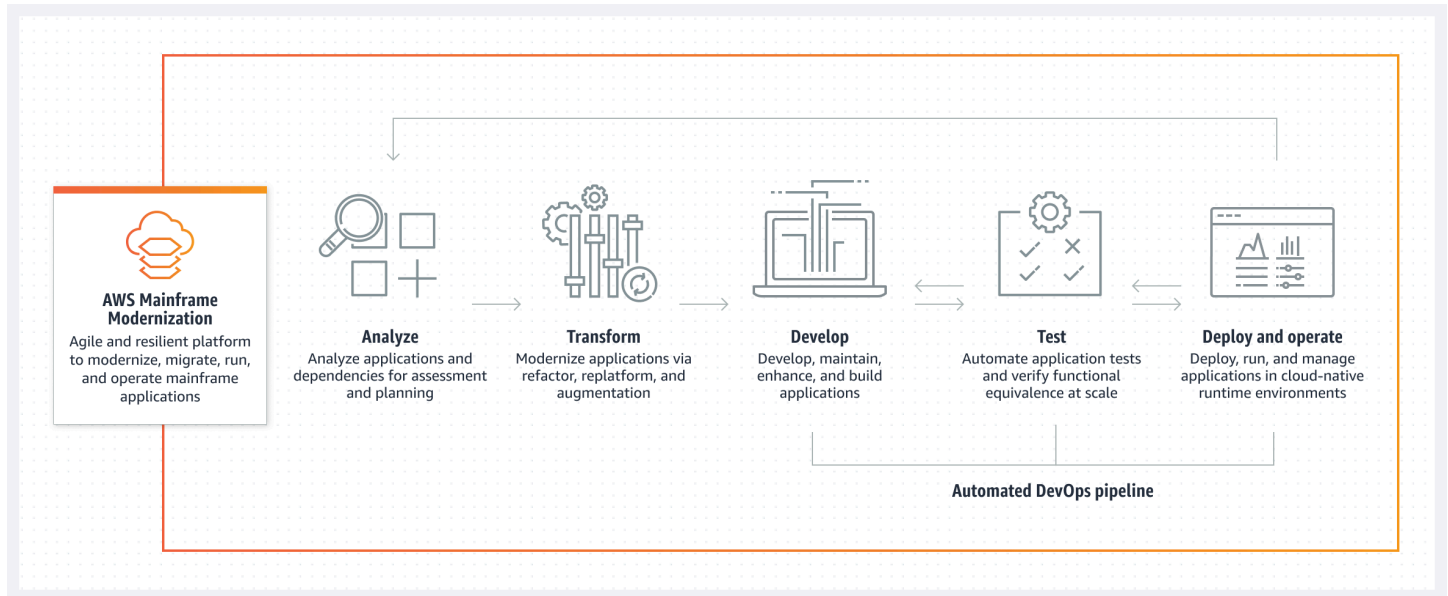 AWS Mainframe
Modernization
Agile and resilient platform
to modernize, migrate, run,
and operate mainframe
applications
Analyze
Analyze applications and
dependencies for assessment
and planning
Transform
Modernize applications via
refactor, replatform, and
augmentation
Develop
Develop, maintain,
enhance, and build
applications
Test
Automate application tests
and verify functional
equivalence at scale
Deploy and operate
Deploy, run, and manage
applications in cloud-native
runtime environments
Automated DevOps pipeline